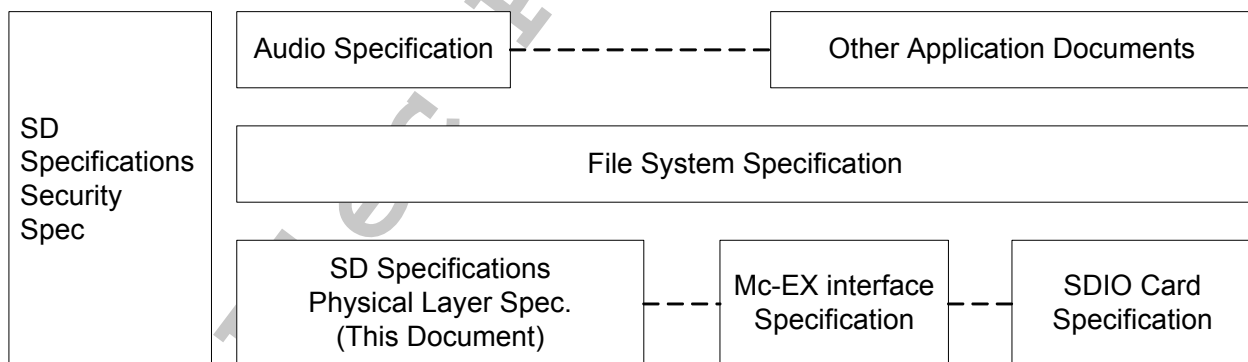 SD
Specifications
Security
Spec
Audio Specification
Other Application Documents
File System Specification
SD Specifications
Physical Layer Spec.
(This Document)
Mc-EX interface
Specification
SDIO Card
Specification